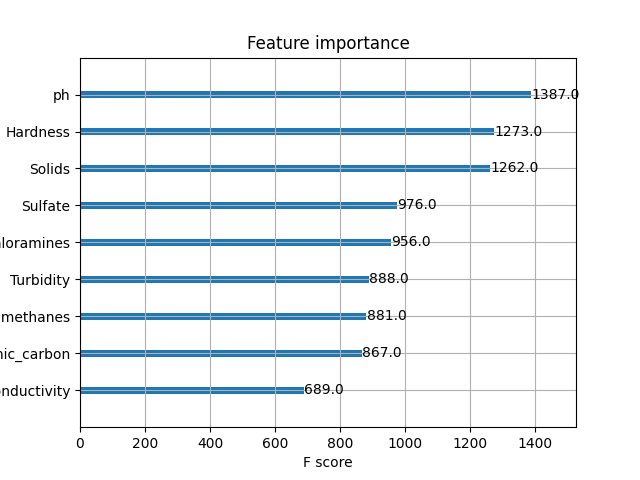 Feature importance
ph 1387.0
Hardness 1273.0
Solids 1262.0
Sulfate 976.0
loramines 956.0
Turbidity 888.0
methanes 881.0
nic_carbon 867.0
onductivity 689.0
0 200 400 600 800 1000 1200 1400
F score